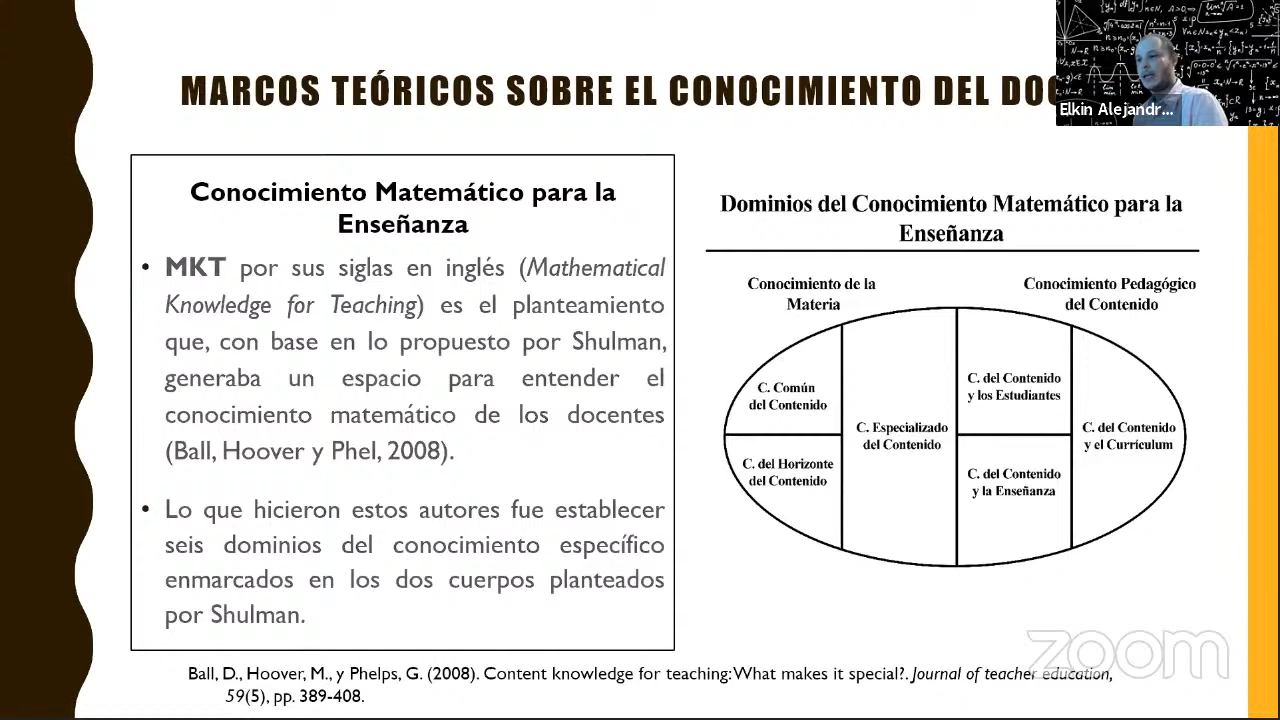 MARCOS TEÓRICOS SOBRE EL CONOCIMIENTO DEL
Elkin Alejandr...
Conocimiento Matemático para la
Enseñanza
• MKT por sus siglas en inglés (Mathematical
Knowledge for Teaching) es el planteamiento
que, con base en lo propuesto por Shulman,
generaba un espacio para entender el
conocimiento matemático de los docentes
(Ball, Hoover y Phel, 2008).
• Lo que hicieron estos autores fue establecer
seis dominios del conocimiento específico
enmarcados en los dos cuerpos planteados
por Shulman.
Dominios del Conocimiento Matemático para la
Enseñanza
Conocimiento de la
Materia
Conocimiento Pedagógico
del Contenido
C. Común
del Contenido
C. del Horizonte
del Contenido
C. Especializado
del Contenido
C. del Contenido
y los Estudiantes
C. del Contenido
y la Enseñanza
C. del Contenido
y el Currículum
Ball, D., Hoover, M., y Phelps, G. (2008). Content knowledge for teaching: What makes it special?. Journal of teacher education,
59(5), pp. 389-408.
zoom